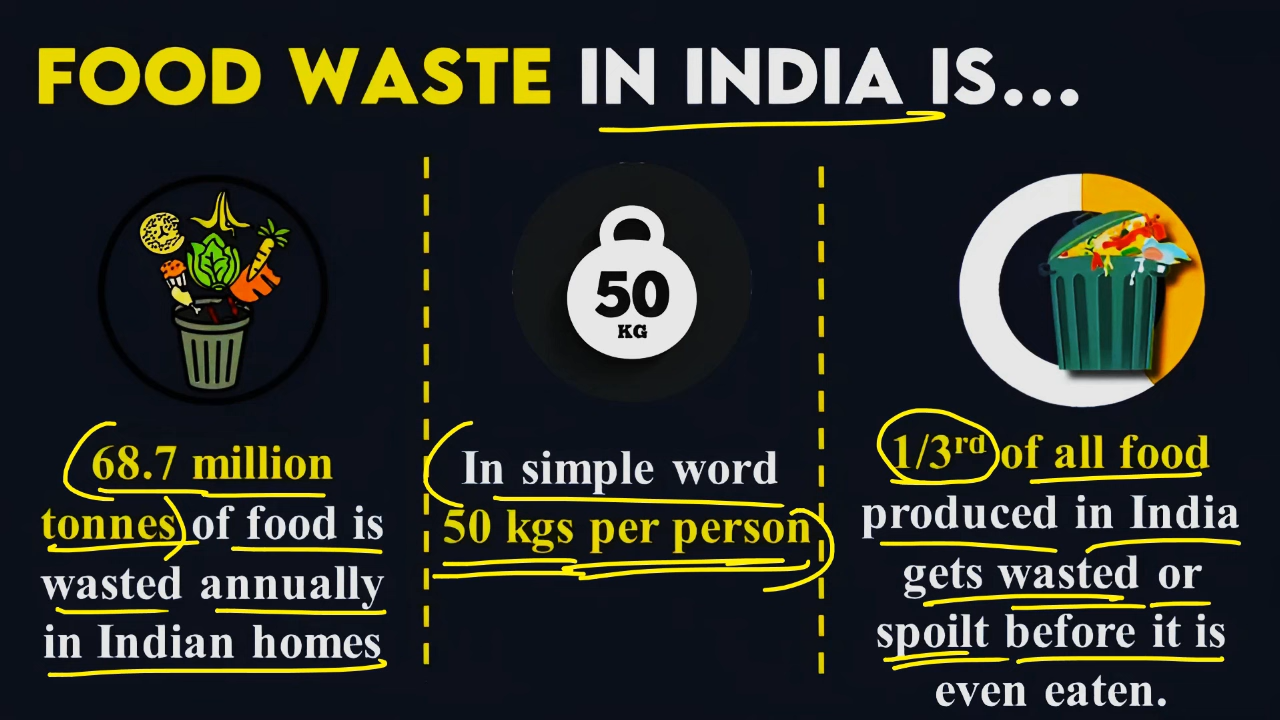 FOOD WASTE IN INDIA IS...
68.7 million
tonnes of food is
wasted annually
in Indian homes
50
KG
In simple word
50 kgs per person
1/3rd of all food
produced in India
gets wasted or
spoilt before it is
even eaten.